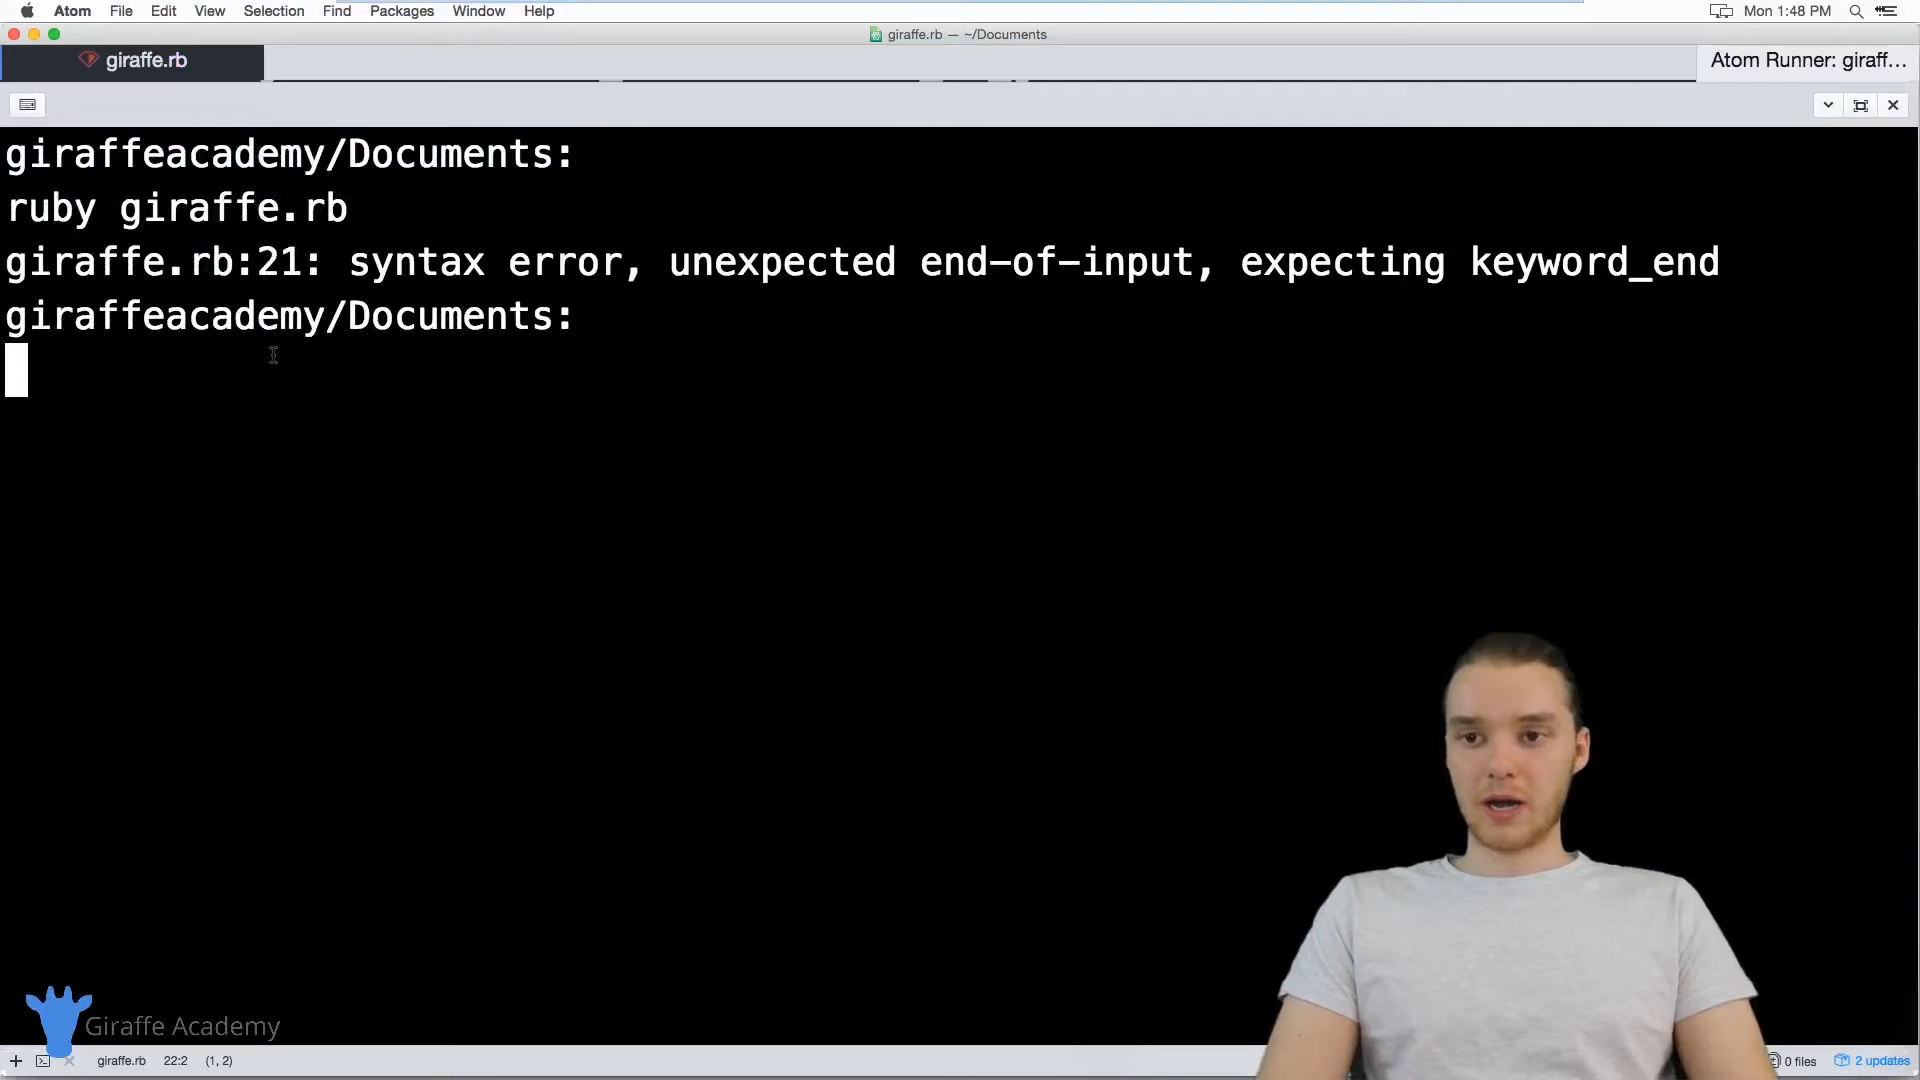 Atom File Edit View Selection Find Packages Window Help Mon 1:48 PM
giraffe.rb — ~/Documents
giraffe.rb Atom Runner: giraff...
giraffeacademy/Documents:
ruby giraffe.rb
giraffe.rb:21: syntax error, unexpected end-of-input, expecting keyword_end
giraffeacademy/Documents:
Giraffe Academy
giraffe.rb 22:2 (1, 2) 0 files 2 updates